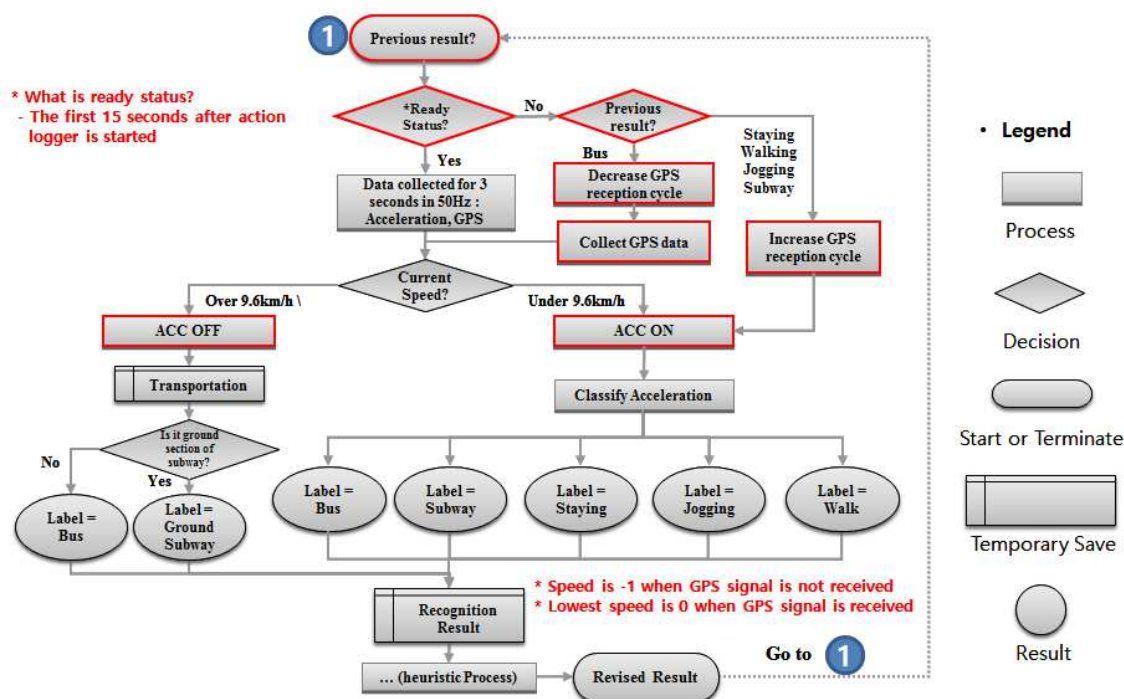 1
Previous result?
* What is ready status?
- The first 15 seconds after action
logger is started
*Ready
Status?
No
Previous
result?
Staying
Walking
Jogging
Subway
Yes
Bus
Data collected for 3
seconds in 50Hz :
Acceleration, GPS
Decrease GPS
reception cycle
Collect GPS data
Increase GPS
reception cycle
Current
Speed?
Over 9.6km/h \
Under 9.6km/h
ACC OFF
ACC ON
Transportation
Classify Acceleration
Is it ground
section of
subway?
No
Yes
Label =
Bus
Label =
Ground
Subway
Label =
Bus
Label =
Subway
Label =
Staying
Label =
Jogging
Label =
Walk
* Speed is -1 when GPS signal is not received
* Lowest speed is 0 when GPS signal is received
Recognition
Result
... (heuristic Process)
Revised Result
Go to
1
• Legend
Process
Decision
Start or Terminate
Temporary Save
Result